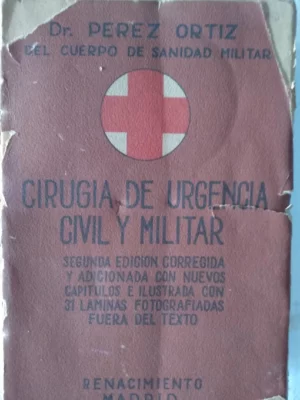 Dr. PEREZ ORTIZ
DEL CUERPO DE SANIDAD MILITAR
CIRUGIA DE URGENCIA
CIVIL Y MILITAR
SEGUNDA EDICION CORREGIDA
Y ADICIONADA CON NUEVOS
CAPITULOS E ILUSTRADA CON
31 LAMINAS FOTOGRAFIADAS
FUERA DEL TEXTO
RENACIMIENTO
MADRID